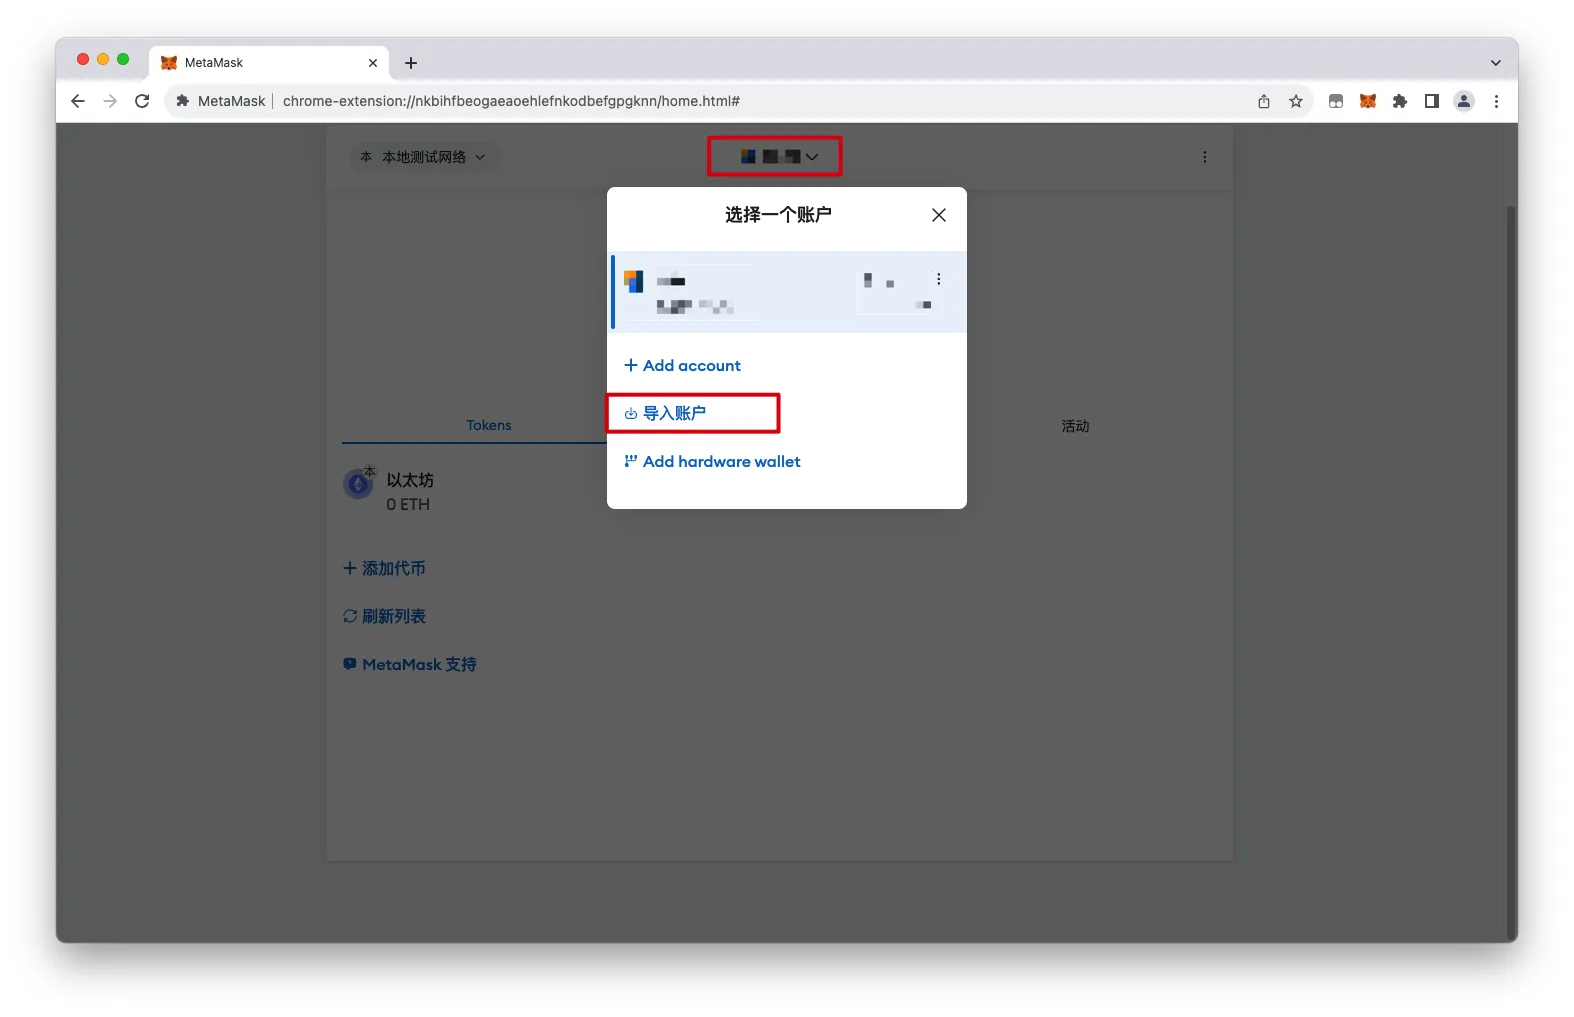 MetaMask
MetaMask chrome-extension://nkbihfbeogaeaoehlefnkodbefgpgknn/home.html#
本 本地测试网络
选择一个账户
Add account
导入账户
Add hardware wallet
Tokens
活动
本
以太坊
0 ETH
添加代币
刷新列表
MetaMask 支持